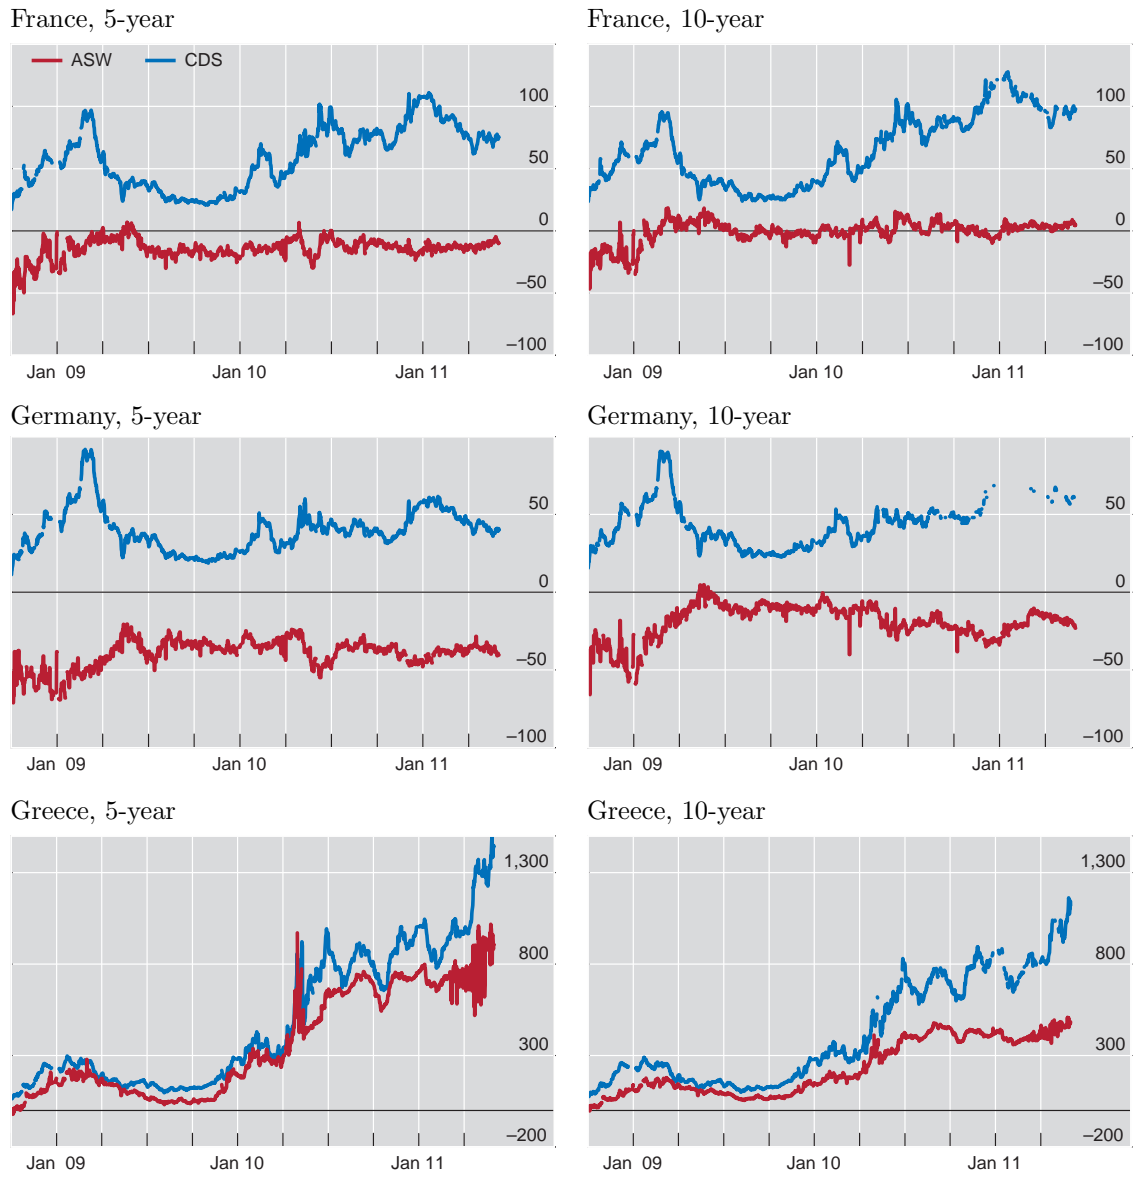 France, 5-year
ASW CDS
100
50
0
–50
–100
Jan 09 Jan 10 Jan 11
France, 10-year
100
50
0
–50
–100
Jan 09 Jan 10 Jan 11
Germany, 5-year
50
0
–50
–100
Jan 09 Jan 10 Jan 11
Germany, 10-year
50
0
–50
–100
Jan 09 Jan 10 Jan 11
Greece, 5-year
1,300
800
300
–200
Jan 09 Jan 10 Jan 11
Greece, 10-year
1,300
800
300
–200
Jan 09 Jan 10 Jan 11